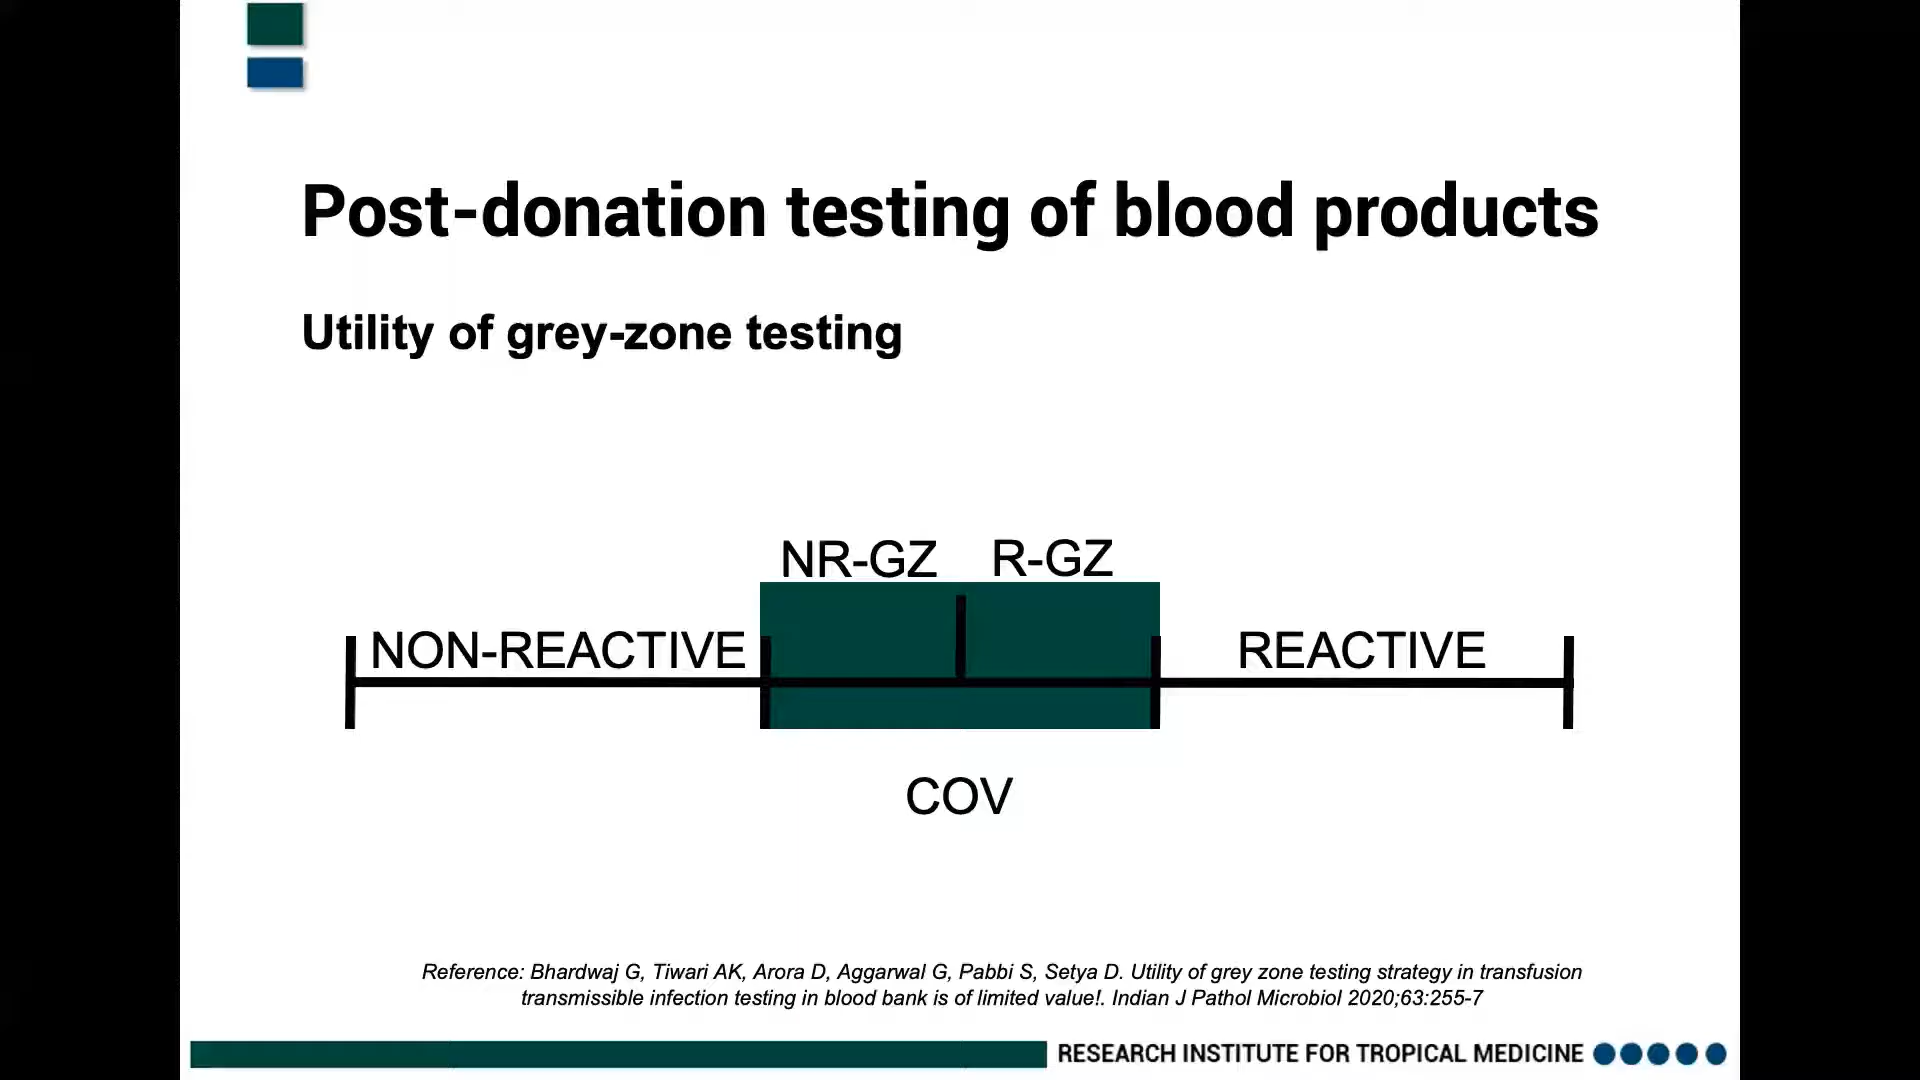 Post-donation testing of blood products
Utility of grey-zone testing
NR-GZ R-GZ
NON-REACTIVE REACTIVE
COV
Reference: Bhardwaj G, Tiwari AK, Arora D, Aggarwal G, Pabbi S, Setya D. Utility of grey zone testing strategy in transfusion
transmissible infection testing in blood bank is of limited value!. Indian J Pathol Microbiol 2020;63:255-7
RESEARCH INSTITUTE FOR TROPICAL MEDICINE